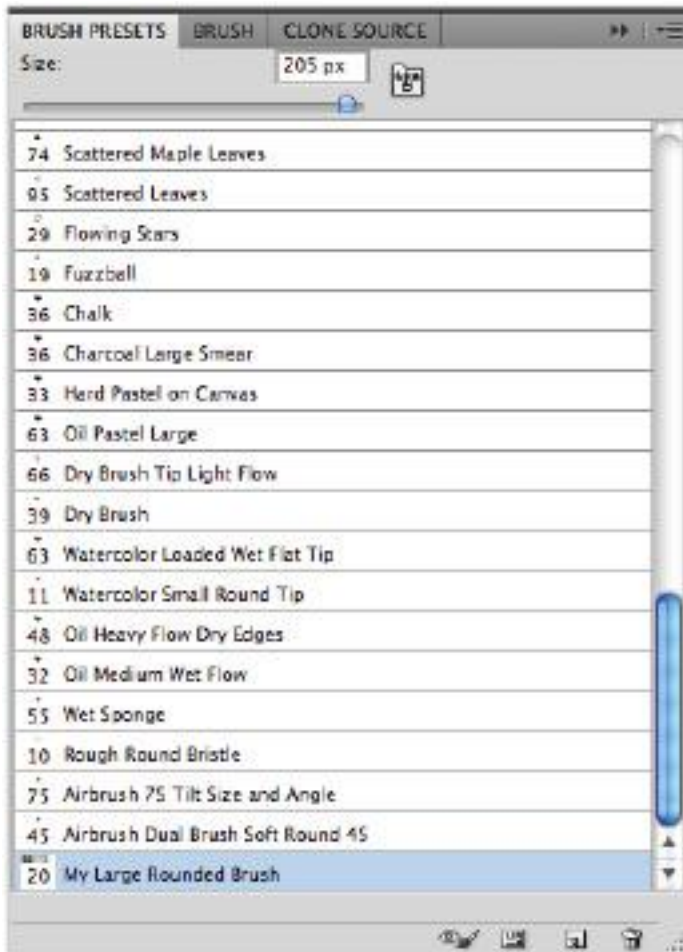 BRUSH PRESETS BRUSH CLONE SOURCE
Size: 205 px
74 Scattered Maple Leaves
95 Scattered Leaves
29 Flowing Stars
19 Fuzzball
36 Chalk
36 Charcoal Large Smear
33 Hard Pastel on Canvas
63 Oil Pastel Large
66 Dry Brush Tip Light Flow
39 Dry Brush
63 Watercolor Loaded Wet Flat Tip
11 Watercolor Small Round Tip
48 Oil Heavy Flow Dry Edges
32 Oil Medium Wet Flow
55 Wet Sponge
10 Rough Round Bristle
75 Airbrush 75 Tilt Size and Angle
45 Airbrush Dual Brush Soft Round 45
20 My Large Rounded Brush